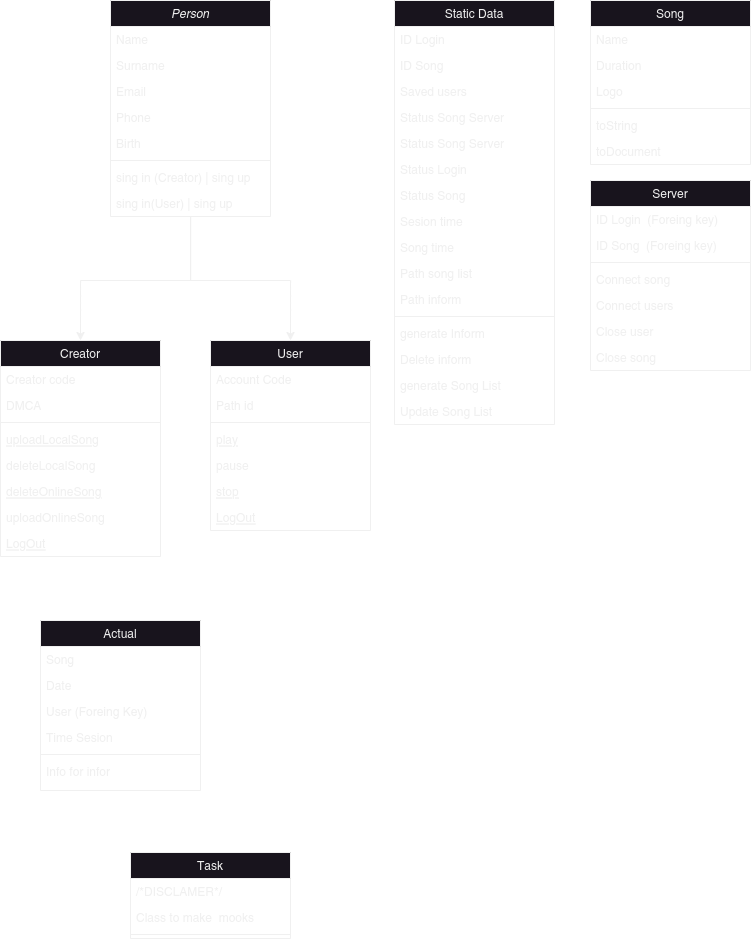 Person
Name
Surname
Email
Phone
Birth
sing in (Creator) | sing up
sing in(User) | sing up
Static Data
ID Login
ID Song
Saved users
Status Song Server
Status Song Server
Status Login
Status Song
Sesion time
Song time
Path song list
Path inform
generate Inform
Delete inform
generate Song List
Update Song List
Song
Name
Duration
Logo
toString
toDocument
Server
ID Login (Foreing key)
ID Song (Foreing key)
Connect song
Connect users
Close user
Close song
Creator
Creator code
DMCA
uploadLocalSong
deleteLocalSong
deleteOnlineSong
uploadOnlineSong
LogOut
User
Account Code
Path id
play
pause
stop
LogOut
Actual
Song
Date
User (Foreing Key)
Time Sesion
Info for infor
Task
/*DISCLAMER*/
Class to make mooks